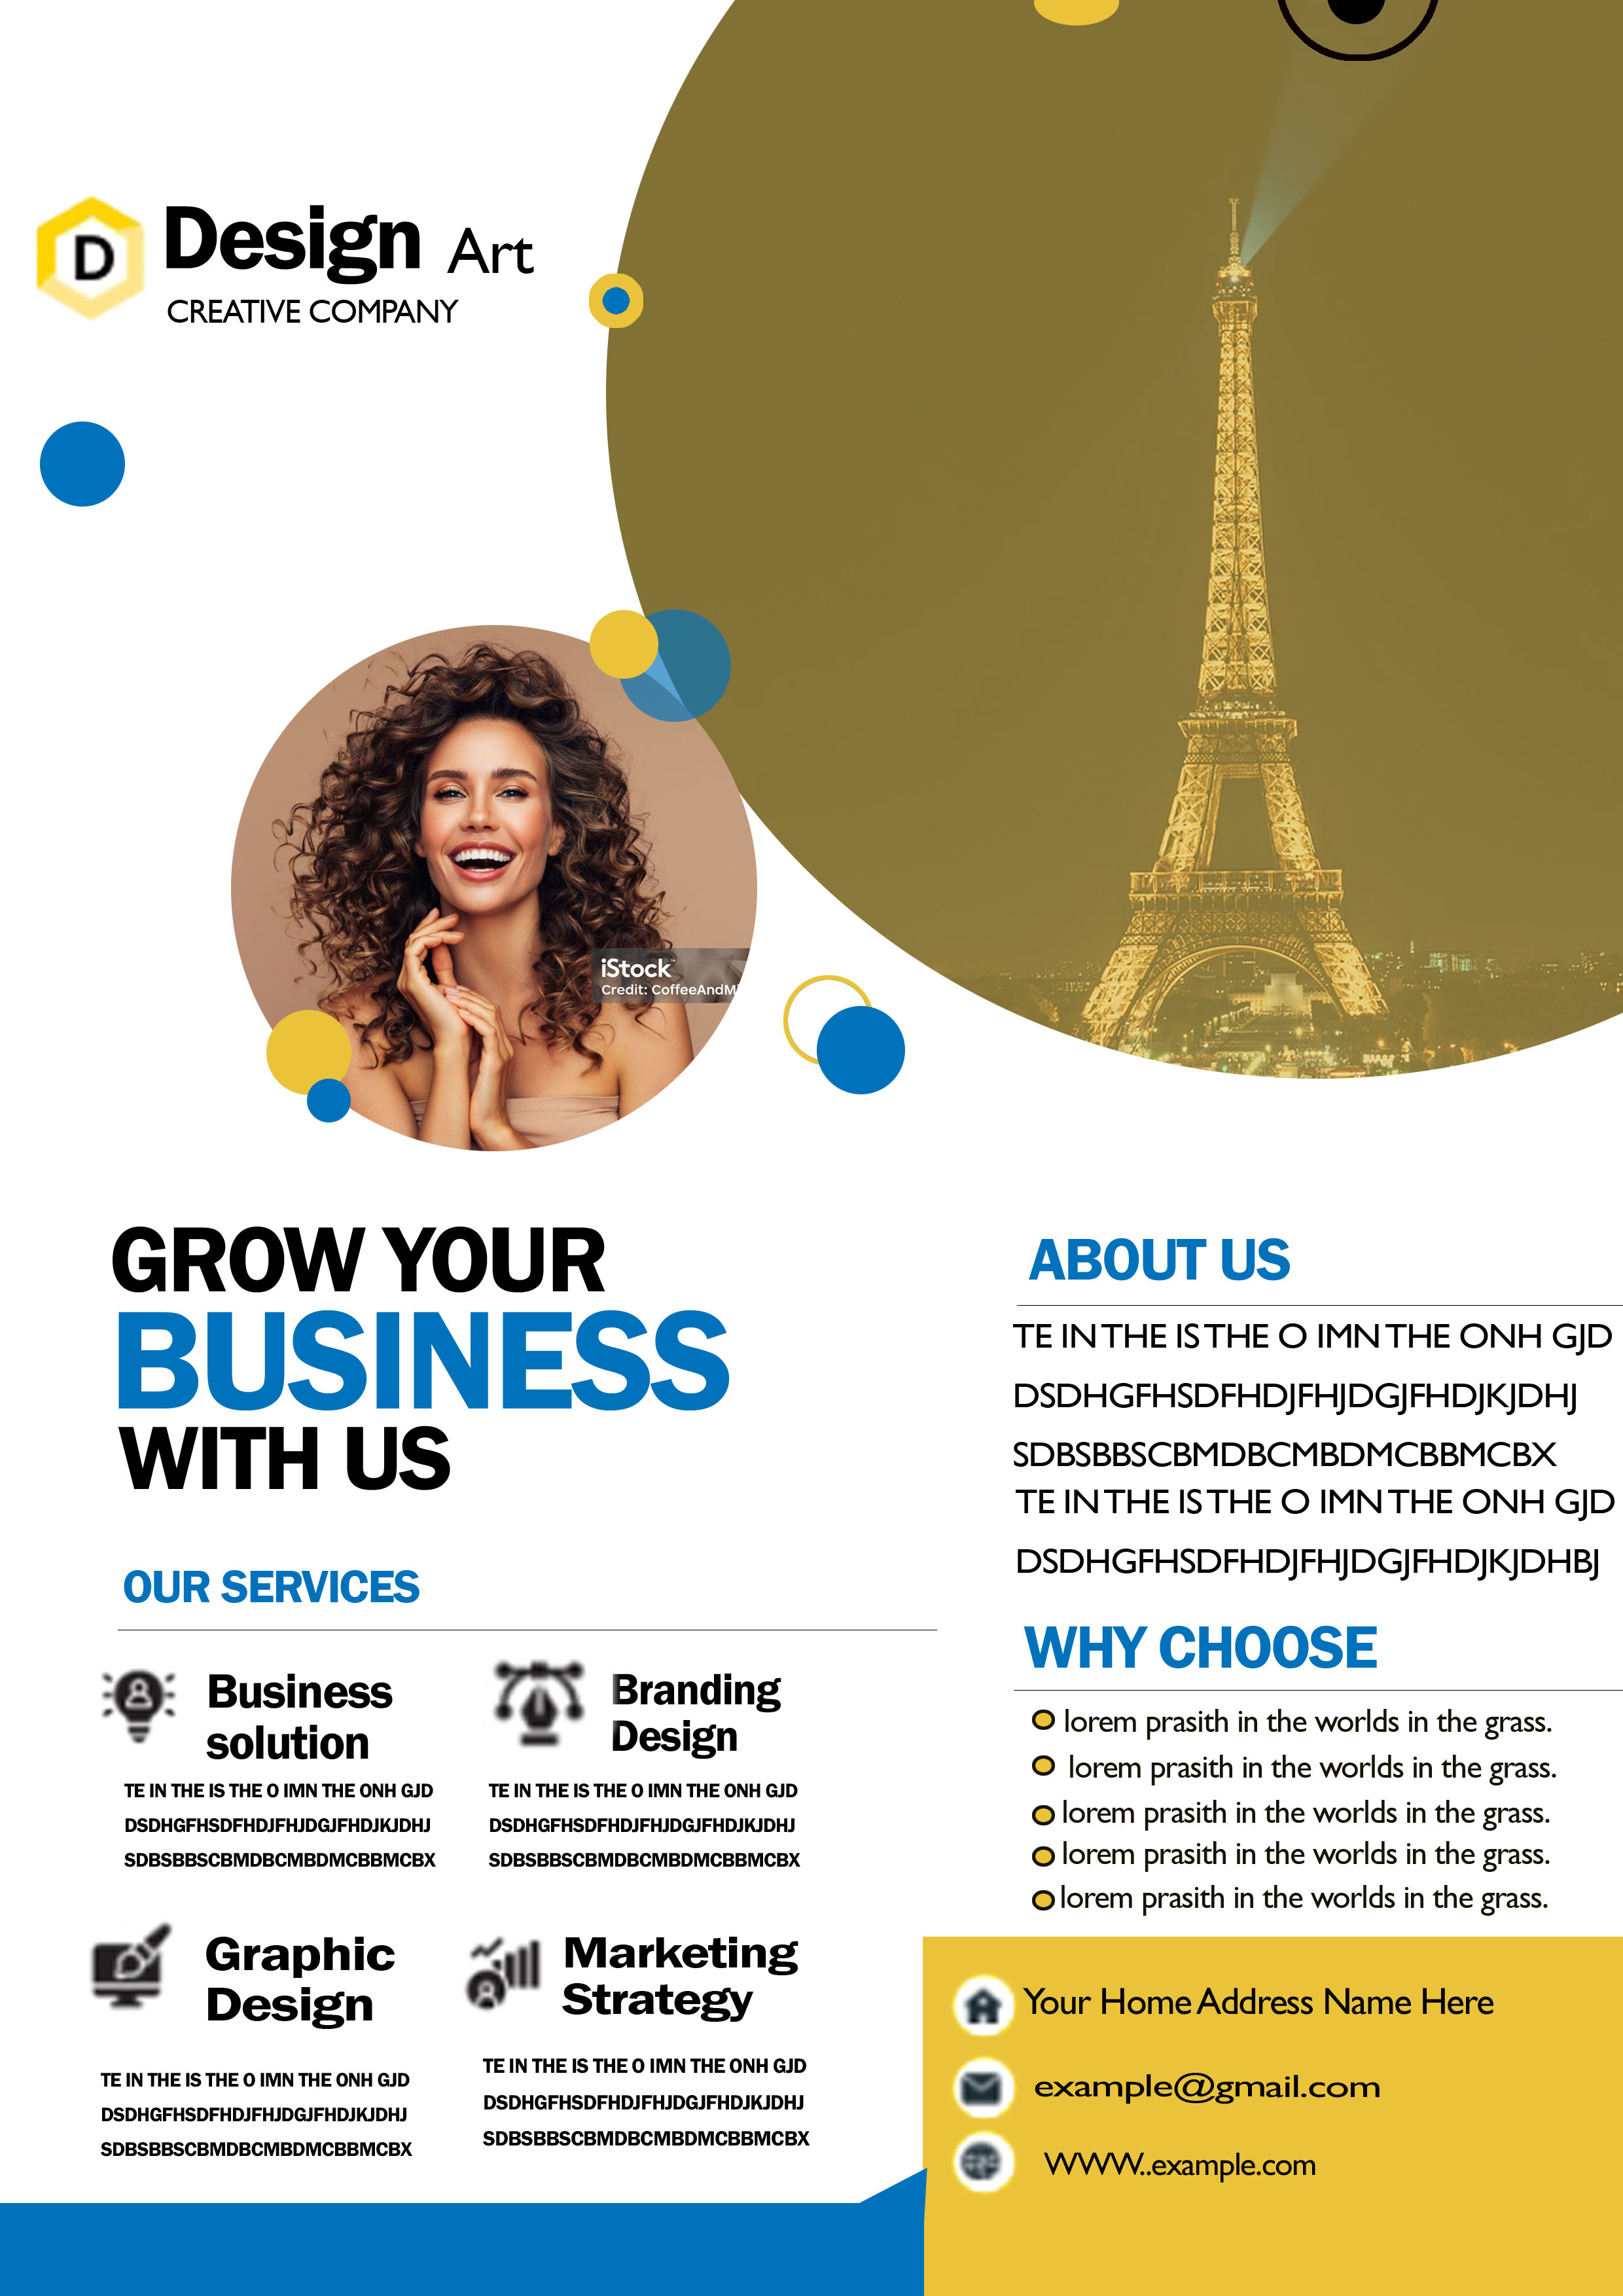 D
Design Art
CREATIVE COMPANY
iStock™
Credit: CoffeeAndM
GROW YOUR
BUSINESS
WITH US
OUR SERVICES
Business
solution
TE IN THE IS THE O IMN THE ONH GJD
DSDHGFHSDFHDJFHJDGJFHDJKJDHJ
SDBSBBSCBMDBCMBDMCBBMCBX
Branding
Design
TE IN THE IS THE O IMN THE ONH GJD
DSDHGFHSDFHDJFHJDGJFHDJKJDHJ
SDBSBBSCBMDBCMBDMCBBMCBX
Graphic
Design
TE IN THE IS THE O IMN THE ONH GJD
DSDHGFHSDFHDJFHJDGJFHDJKJDHJ
SDBSBBSCBMDBCMBDMCBBMCBX
Marketing
Strategy
TE IN THE IS THE O IMN THE ONH GJD
DSDHGFHSDFHDJFHJDGJFHDJKJDHJ
SDBSBBSCBMDBCMBDMCBBMCBX
ABOUT US
TE IN THE IS THE O IMN THE ONH GJD
DSDHGFHSDFHDJFHJDGJFHDJKJDHJ
SDBSBBSCBMDBCMBDMCBBMCBX
TE IN THE IS THE O IMN THE ONH GJD
DSDHGFHSDFHDJFHJDGJFHDJKJDHBJ
WHY CHOOSE
lorem prasith in the worlds in the grass.
lorem prasith in the worlds in the grass.
lorem prasith in the worlds in the grass.
lorem prasith in the worlds in the grass.
lorem prasith in the worlds in the grass.
Your Home Address Name Here
example@gmail.com
WWW..example.com